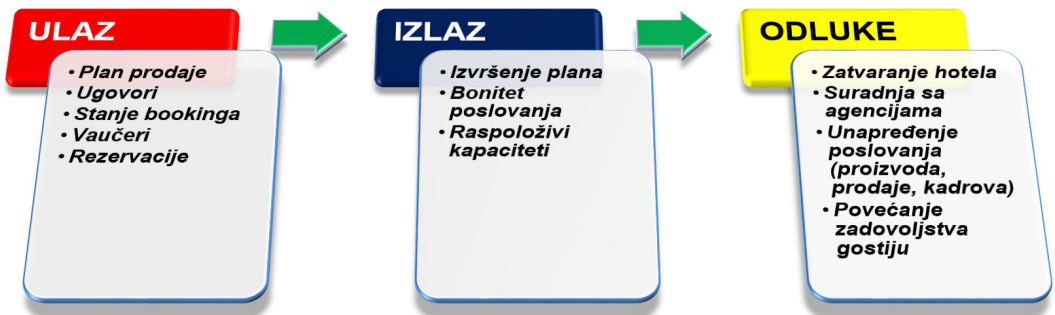 ULAZ
• Plan prodaje
• Ugovori
• Stanje bookinga
• Vaučeri
• Rezervacije
IZLAZ
• Izvršenje plana
• Bonitet
poslovanja
• Raspoloživi
kapaciteti
ODLUKE
• Zatvaranje hotela
• Suradnja sa
agencijama
• Unapređenje
poslovanja
(proizvoda,
prodaje, kadrova)
• Povećanje
zadovoljstva
gostiju